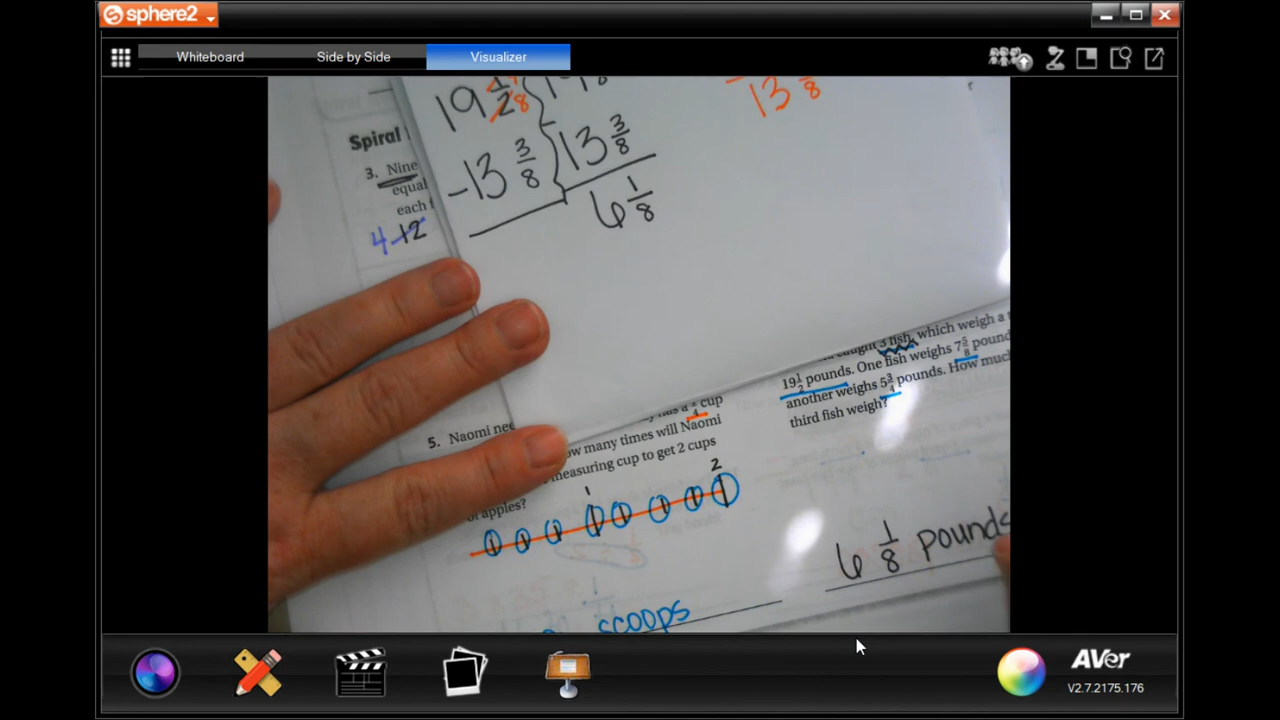 sphere2
Whiteboard Side by Side Visualizer
19 1/2 4/8
- 13 3/8 13 3/8
6 1/8
13 /8
Spiral
3. Nine
equal
each
4 12
caught 3 fish, which weigh a
19 1/2 pounds. One fish weighs 7 5/8 pound
another weighs 5 3/4 pounds. How much
third fish weigh?
5. Naomi nee has a 1/4 cup
ow many times will Naomi
measuring cup to get 2 cups
of apples?
1 2
scoops
6 1/8 pounds
AVer
V2.7.2175.176